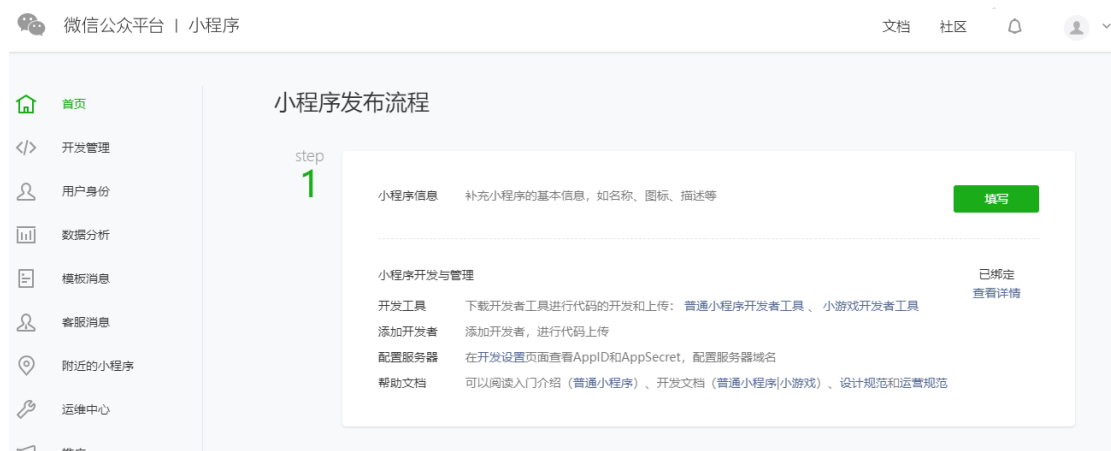 微信公众平台 | 小程序
文档 社区
首页
开发管理
用户身份
数据分析
模板消息
客服消息
附近的小程序
运维中心
小程序发布流程
step
1
小程序信息 补充小程序的基本信息，如名称、图标、描述等 填写
小程序开发与管理 已绑定
查看详情
开发工具 下载开发者工具进行代码的开发和上传： 普通小程序开发者工具 、 小游戏开发者工具
添加开发者 添加开发者，进行代码上传
配置服务器 在开发设置页面查看AppID和AppSecret，配置服务器域名
帮助文档 可以阅读入门介绍（普通小程序）、开发文档（普通小程序|小游戏）、设计规范和运营规范